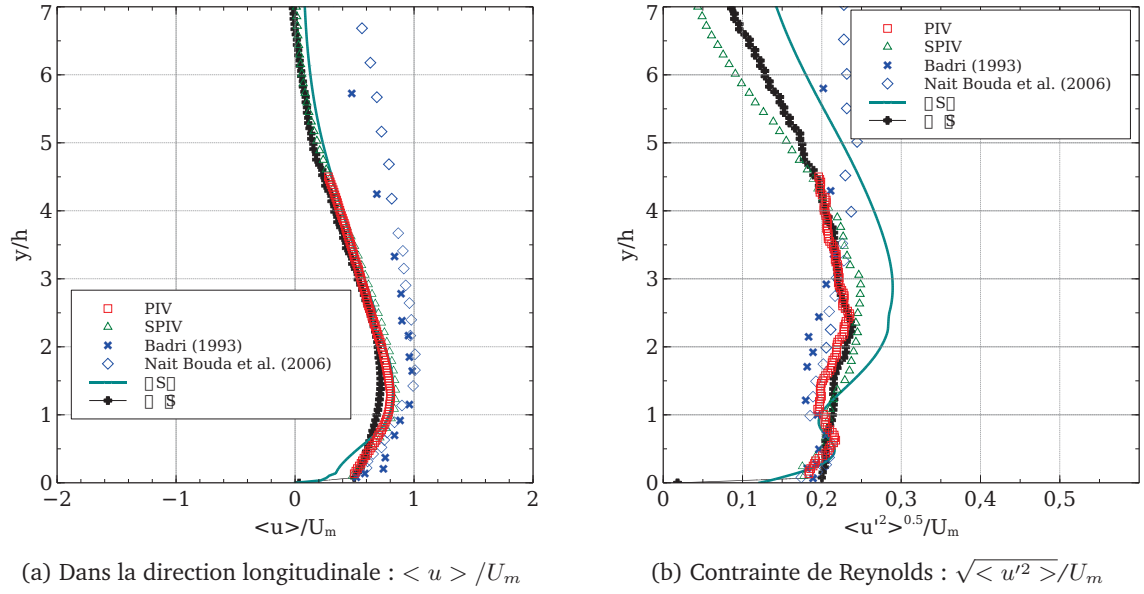 7
6
5
4
3
2
1
0
y/h
−2
−1
0
1
2
<u>/Uₘ
PIV
SPIV
Badri (1993)
Nait Bouda et al. (2006)
S
S
(a) Dans la direction longitudinale : < u > /Uₘ
7
6
5
4
3
2
1
0
y/h
0
0,1
0,2
0,3
0,4
0,5
<u'²>⁰·⁵/Uₘ
PIV
SPIV
Badri (1993)
Nait Bouda et al. (2006)
S
S
(b) Contrainte de Reynolds : √< u'² >/Uₘ